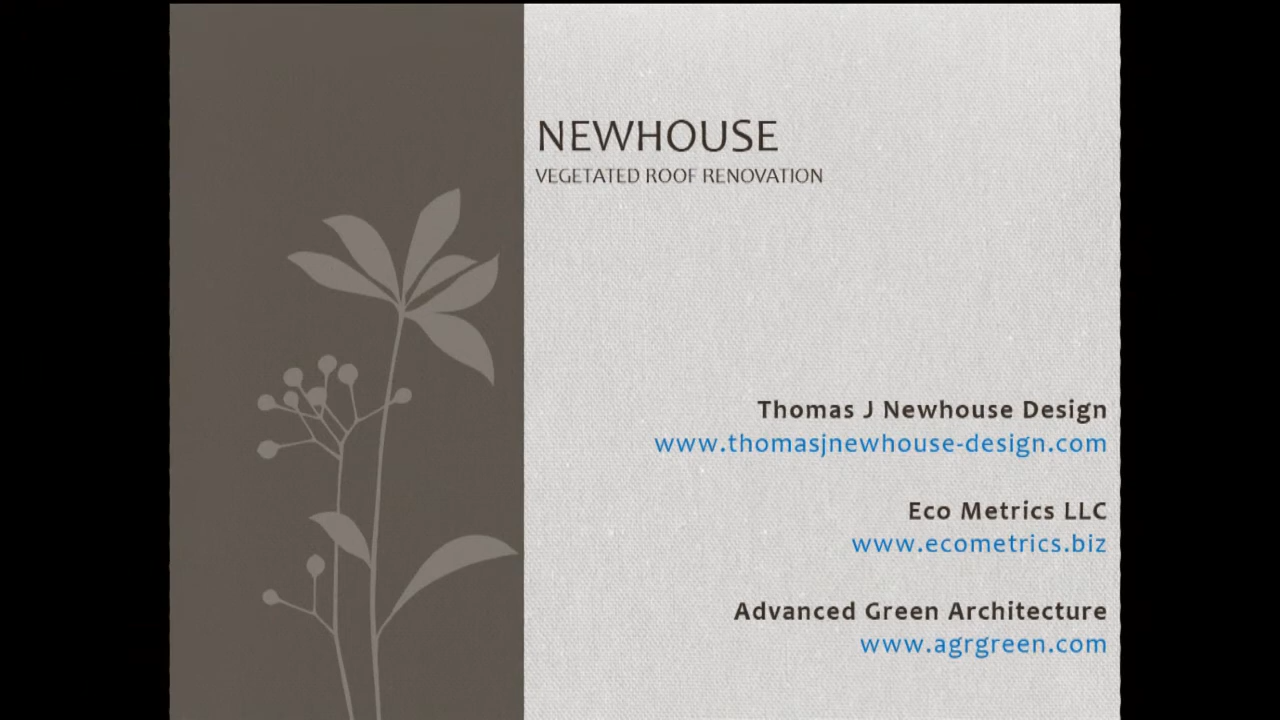 NEWHOUSE
VEGETATED ROOF RENOVATION
Thomas J Newhouse Design
www.thomasjnewhouse-design.com
Eco Metrics LLC
www.ecometrics.biz
Advanced Green Architecture
www.agrgreen.com